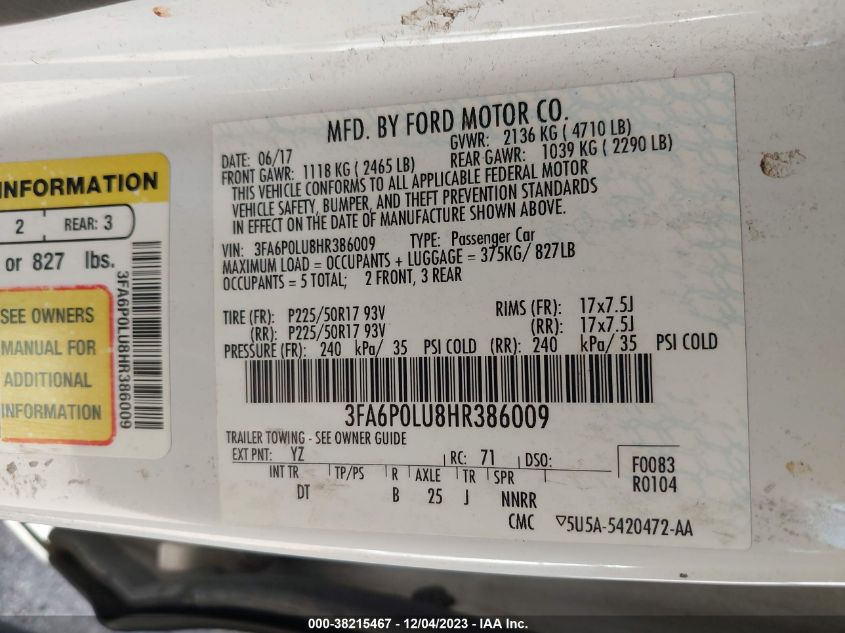 INFORMATION
2 REAR: 3
or 827 lbs.
SEE OWNERS
MANUAL FOR
ADDITIONAL
INFORMATION
3FA6P0LU8HR386009
MFD. BY FORD MOTOR CO.
DATE: 06/17 GVWR: 2136 KG ( 4710 LB)
FRONT GAWR: 1118 KG ( 2465 LB) REAR GAWR: 1039 KG ( 2290 LB)
THIS VEHICLE CONFORMS TO ALL APPLICABLE FEDERAL MOTOR
VEHICLE SAFETY, BUMPER, AND THEFT PREVENTION STANDARDS
IN EFFECT ON THE DATE OF MANUFACTURE SHOWN ABOVE.
VIN: 3FA6P0LU8HR386009 TYPE: Passenger Car
MAXIMUM LOAD = OCCUPANTS + LUGGAGE = 375KG/ 827LB
OCCUPANTS = 5 TOTAL; 2 FRONT, 3 REAR
TIRE (FR): P225/50R17 93V RIMS (FR): 17x7.5J
(RR): P225/50R17 93V (RR): 17x7.5J
PRESSURE (FR): 240 kPa/ 35 PSI COLD (RR): 240 kPa/ 35 PSI COLD
3FA6P0LU8HR386009
TRAILER TOWING - SEE OWNER GUIDE
EXT PNT: YZ RC: 71 DSO: F0083
INT TR TP/PS R AXLE TR SPR R0104
DT B 25 J NNRR
CMC ▽5U5A-5420472-AA
000-38215467 - 12/04/2023 - IAA Inc.